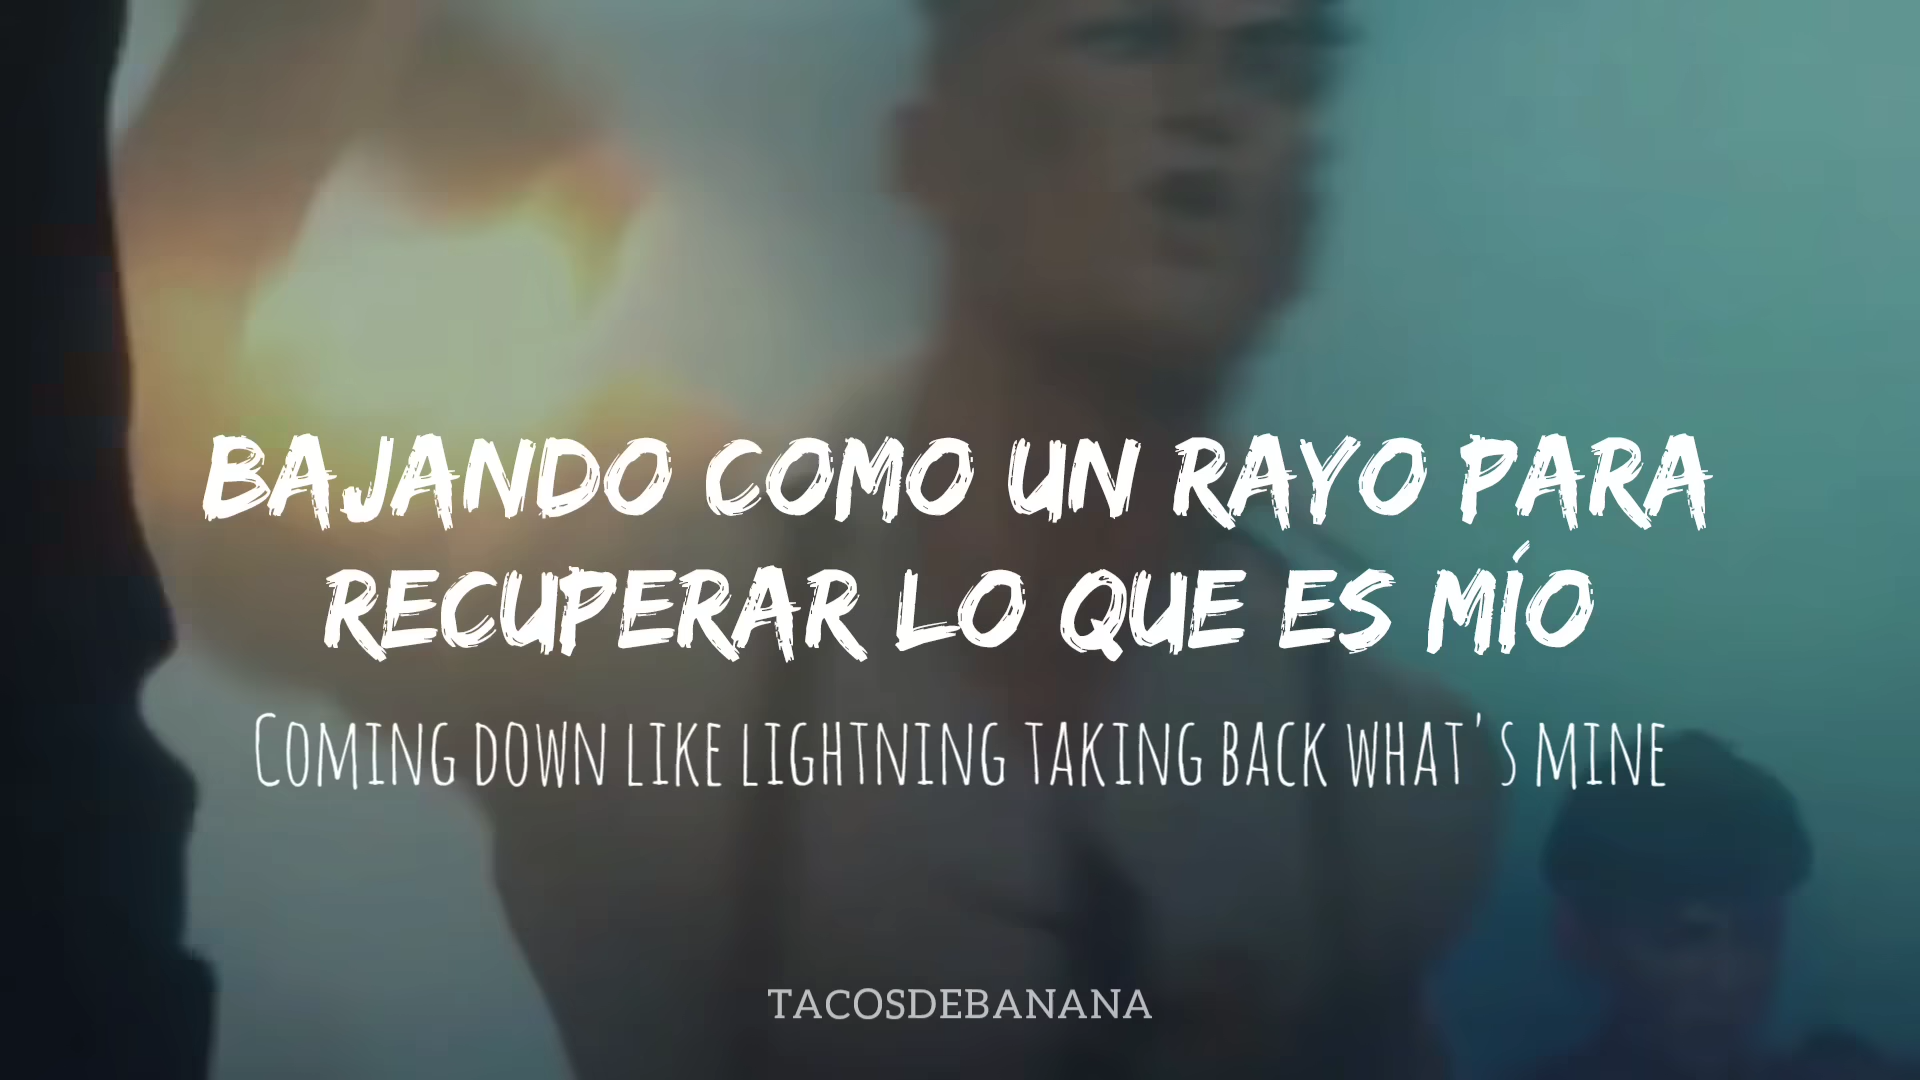 BAJANDO COMO UN RAYO PARA
RECUPERAR LO QUE ES MÍO
COMING DOWN LIKE LIGHTNING TAKING BACK WHAT'S MINE
TACOSDEBANANA